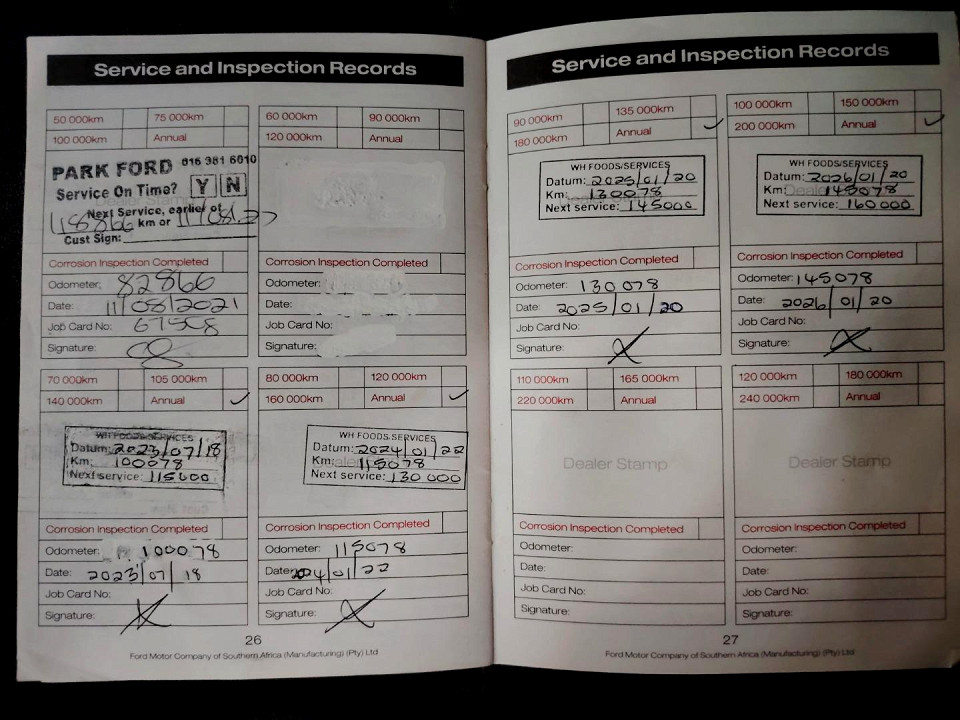 Service and Inspection Records
50 000km 75 000km
100 000km Annual
PARK FORD 016 381 6010
Service On Time? Y N
Next Service, earlier of
118866 km or 11/08/22
Cust Sign:
Corrosion Inspection Completed
Odometer: 82866
Date: 11/08/2021
Job Card No: 67508
Signature:
60 000km 90 000km
120 000km Annual
Corrosion Inspection Completed
Odometer:
Date:
Job Card No:
Signature:
70 000km 105 000km
140 000km Annual ✓
WH FOODS/SERVICES
Datum: 2023/07/18
Km: 100078
Next service: 115000
Corrosion Inspection Completed
Odometer: 100078
Date: 2023/07/18
Job Card No:
Signature:
80 000km 120 000km
160 000km Annual ✓
WH FOODS/SERVICES
Datum: 2024/01/22
Km: 115078
Next service: 130 000
Corrosion Inspection Completed
Odometer: 115078
Date: 2024/01/22
Job Card No:
Signature:
26
Ford Motor Company of Southern Africa (Manufacturing) (Pty) Ltd
Service and Inspection Records
90 000km 135 000km
180 000km Annual ✓
WH FOODS/SERVICES
Datum: 2025/01/20
Km: 130078
Next service: 145000
Corrosion Inspection Completed
Odometer: 130078
Date: 2025/01/20
Job Card No:
Signature:
100 000km 150 000km
200 000km Annual ✓
WH FOODS/SERVICES
Datum: 2026/01/20
Km: 145078
Next service: 160 000
Corrosion Inspection Completed
Odometer: 145078
Date: 2026/01/20
Job Card No:
Signature:
110 000km 165 000km
220 000km Annual
Dealer Stamp
Corrosion Inspection Completed
Odometer:
Date:
Job Card No:
Signature:
120 000km 180 000km
240 000km Annual
Dealer Stamp
Corrosion Inspection Completed
Odometer:
Date:
Job Card No:
Signature:
27
Ford Motor Company of Southern Africa (Manufacturing) (Pty) Ltd